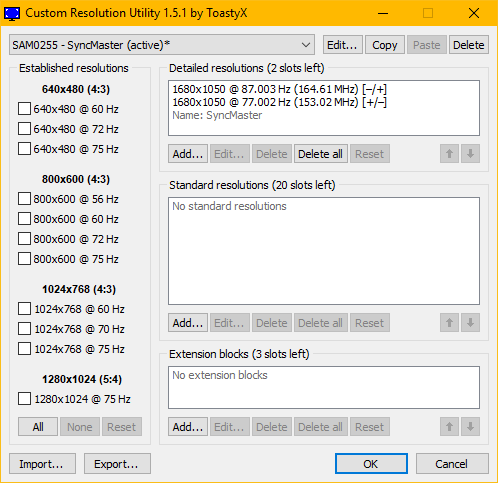 Custom Resolution Utility 1.5.1 by ToastyX
SAM0255 - SyncMaster (active)*
Edit...
Copy
Paste
Delete
Established resolutions
640x480 (4:3)
640x480 @ 60 Hz
640x480 @ 72 Hz
640x480 @ 75 Hz
800x600 (4:3)
800x600 @ 56 Hz
800x600 @ 60 Hz
800x600 @ 72 Hz
800x600 @ 75 Hz
1024x768 (4:3)
1024x768 @ 60 Hz
1024x768 @ 70 Hz
1024x768 @ 75 Hz
1280x1024 (5:4)
1280x1024 @ 75 Hz
All
None
Reset
Detailed resolutions (2 slots left)
1680x1050 @ 87.003 Hz (164.61 MHz) [–/+]
1680x1050 @ 77.002 Hz (153.02 MHz) [+/–]
Name: SyncMaster
Add...
Edit...
Delete
Delete all
Reset
Standard resolutions (20 slots left)
No standard resolutions
Add...
Edit...
Delete
Delete all
Reset
Extension blocks (3 slots left)
No extension blocks
Add...
Edit...
Delete
Delete all
Reset
Import...
Export...
OK
Cancel